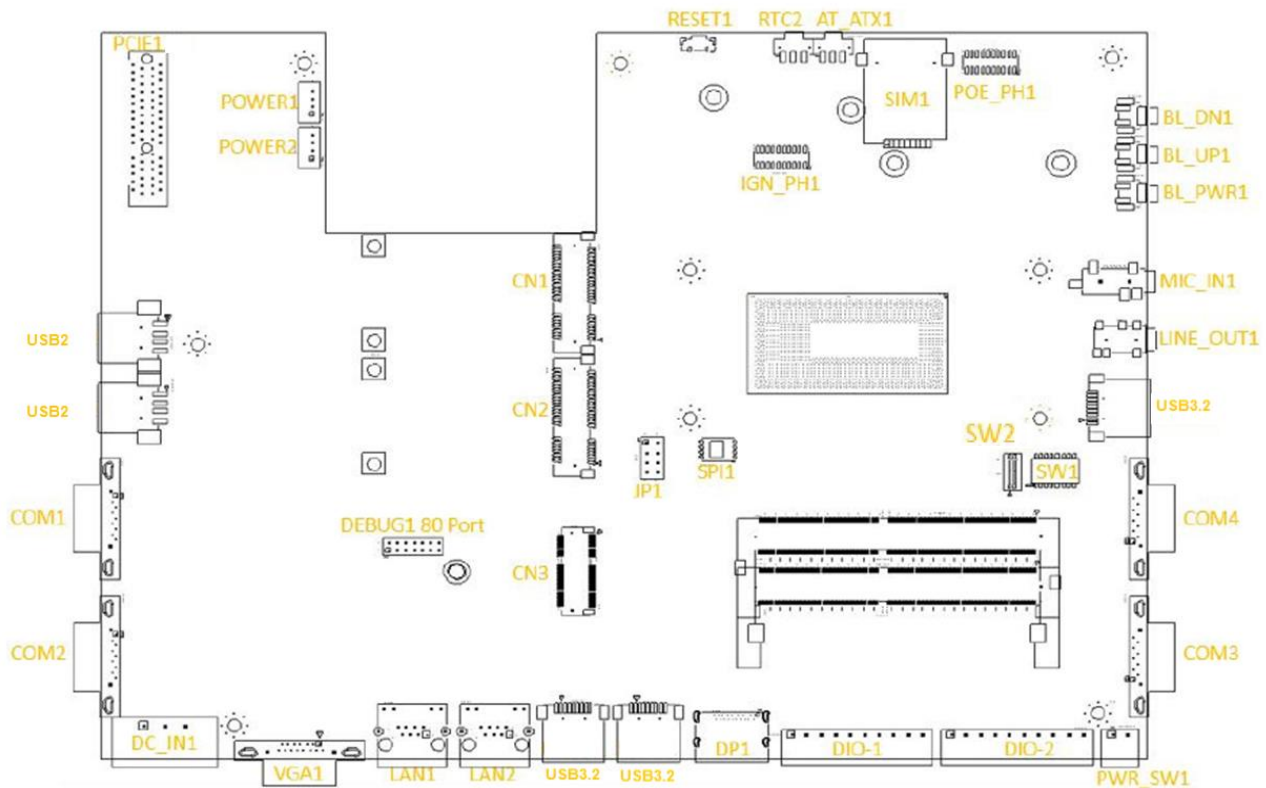 RESET1
RTC2
AT_ATX1
PCIE1
POWER1
POWER2
SIM1
POE_PH1
IGN_PH1
BL_DN1
BL_UP1
BL_PWR1
CN1
MIC_IN1
USB2
LINE_OUT1
USB2
CN2
USB3.2
SW2
JP1
SPI1
SW1
COM1
DEBUG1 80 Port
COM4
CN3
COM2
COM3
DC_IN1
VGA1
LAN1
LAN2
USB3.2
USB3.2
DP1
DIO-1
DIO-2
PWR_SW1